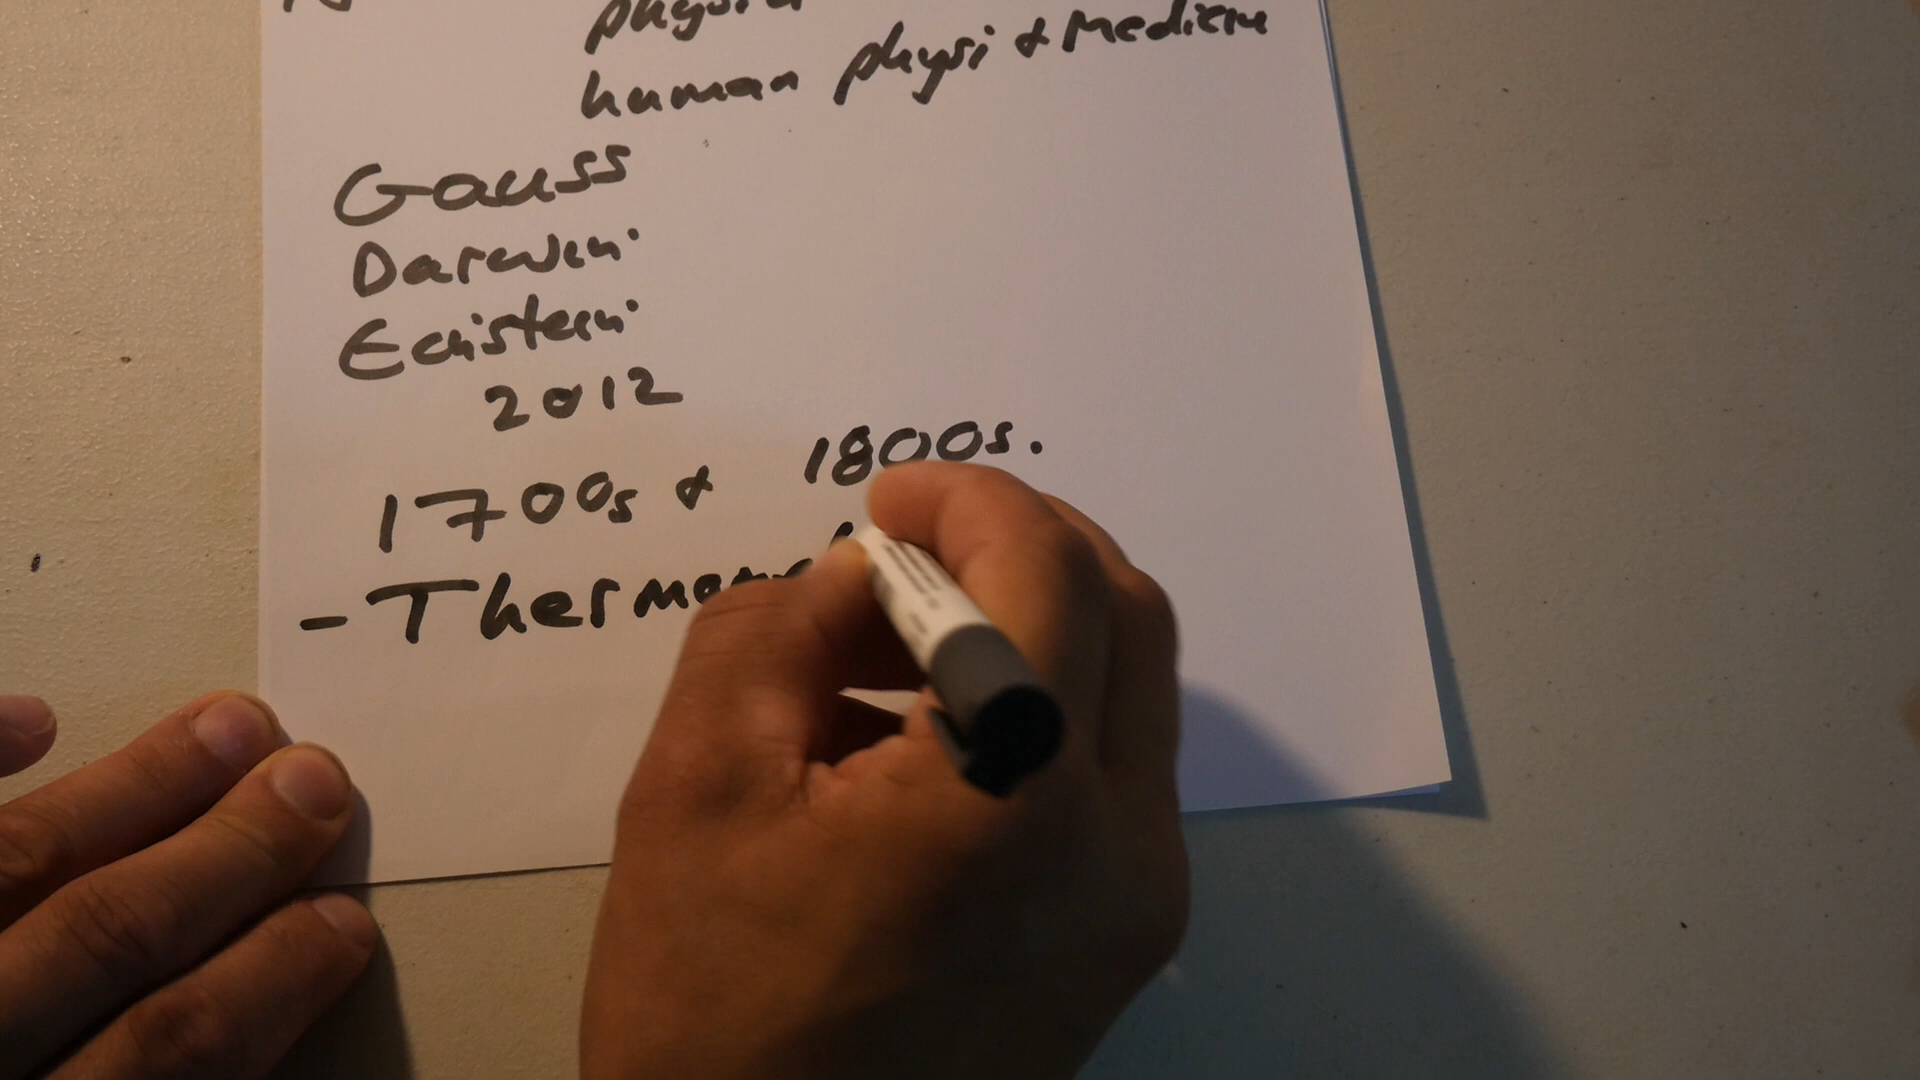 human physi & Medicine
Gauss
Darwin
Einstein
2012
1700s & 1800s.
- Thermo